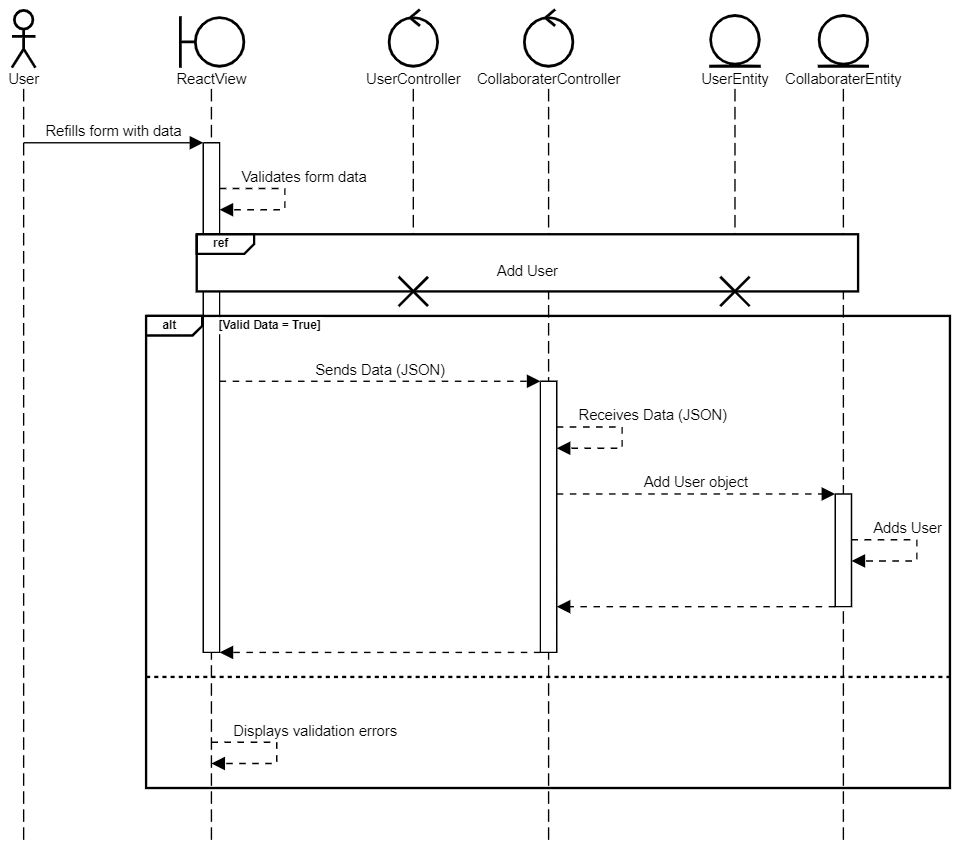 User
ReactView
UserController
CollaboraterController
UserEntity
CollaboraterEntity
Refills form with data
Validates form data
ref
Add User
alt
[Valid Data = True]
Sends Data (JSON)
Receives Data (JSON)
Add User object
Adds User
Displays validation errors